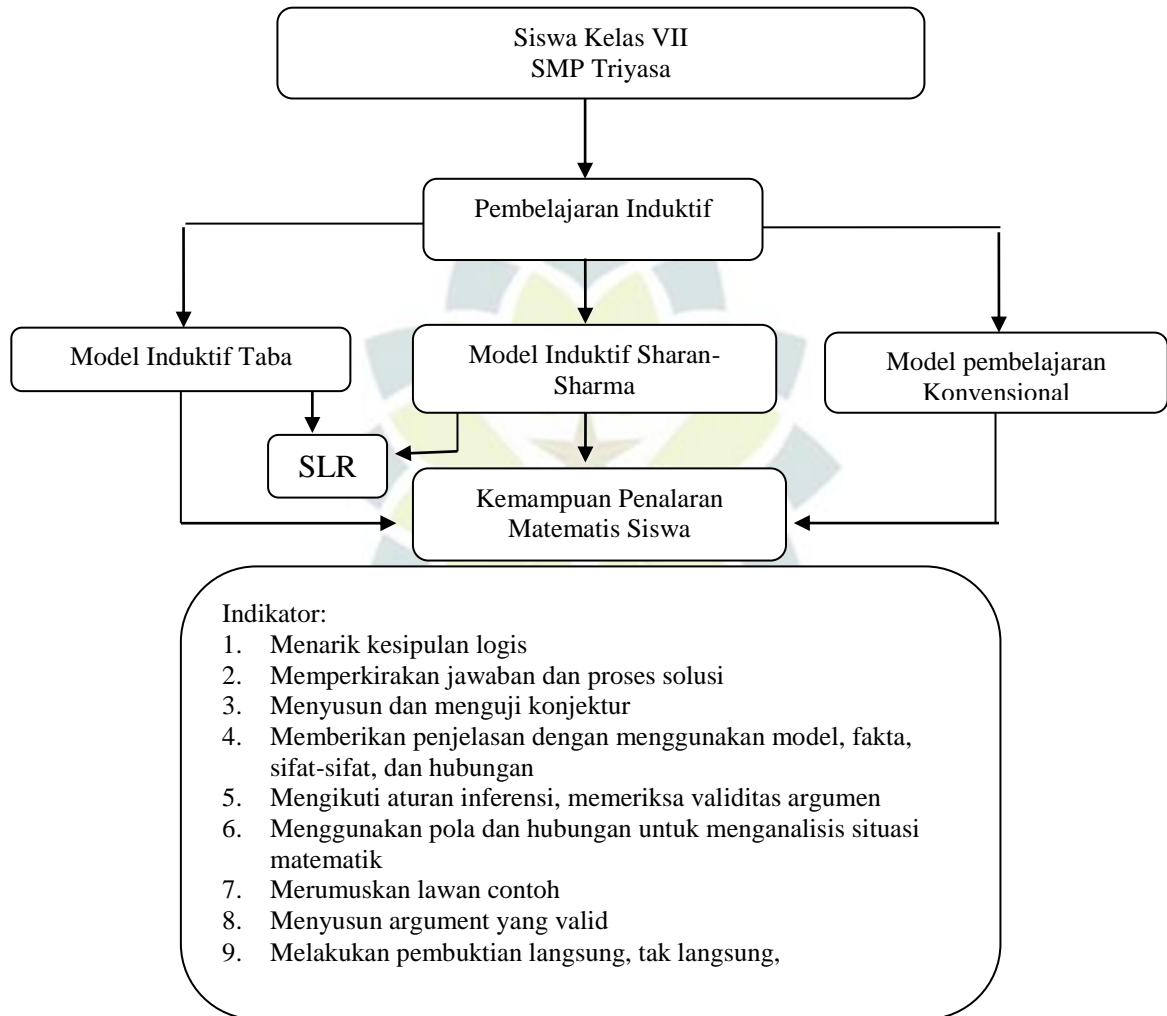 Siswa Kelas VII
SMP Triyasa
Pembelajaran Induktif
Model Induktif Taba
Model Induktif Sharan-
Sharma
Model pembelajaran
Konvensional
SLR
Kemampuan Penalaran
Matematis Siswa
Indikator:
1. Menarik kesipulan logis
2. Memperkirakan jawaban dan proses solusi
3. Menyusun dan menguji konjektur
4. Memberikan penjelasan dengan menggunakan model, fakta,
sifat-sifat, dan hubungan
5. Mengikuti aturan inferensi, memeriksa validitas argumen
6. Menggunakan pola dan hubungan untuk menganalisis situasi
matematik
7. Merumuskan lawan contoh
8. Menyusun argument yang valid
9. Melakukan pembuktian langsung, tak langsung,